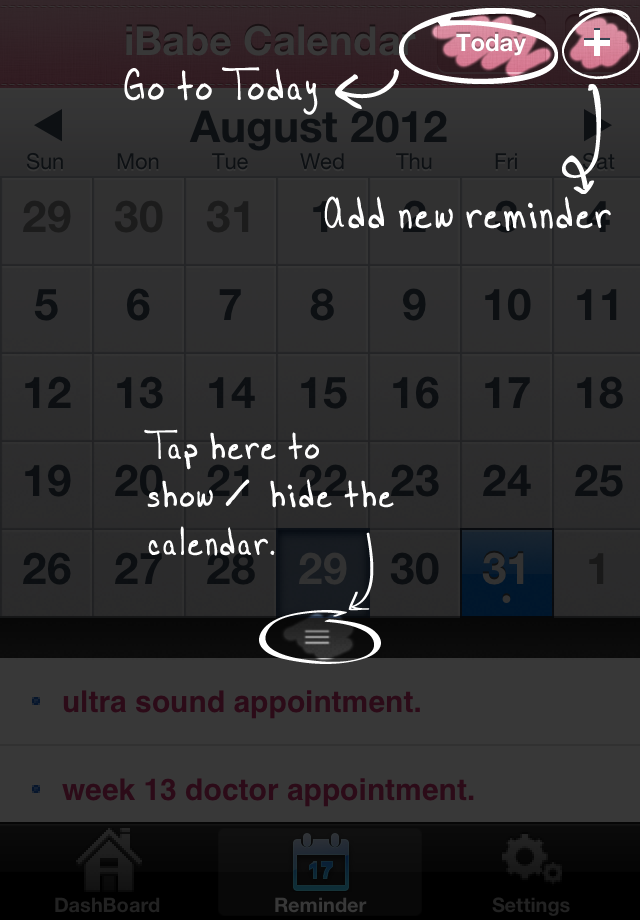 iBabe Calendar
Today
+
Go to Today
August 2012
Sun Mon Tue Wed Thu Fri Sat
29 30 31 1 2 3 4
Add new reminder
5 6 7 8 9 10 11
12 13 14 15 16 17 18
Tap here to
show / hide the
calendar.
19 20 21 22 23 24 25
26 27 28 29 30 31 1
ultra sound appointment.
week 13 doctor appointment.
17
DashBoard Reminder Settings